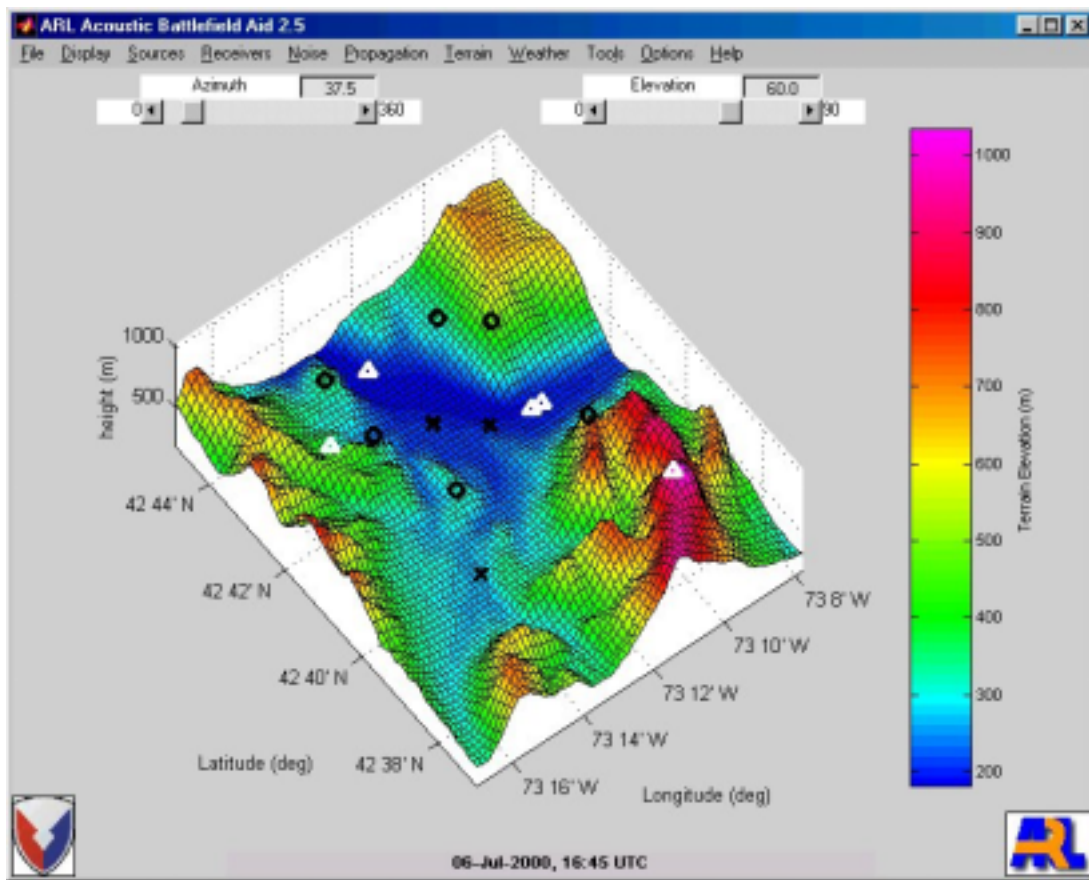 ARL Acoustic Battlefield Aid 2.5
File Display Sources Receivers Noise Propagation Terrain Weather Tools Options Help
Azimuth 37.5
0 360
Elevation 60.0
0 90
1000
500
height (m)
42 44' N
42 42' N
42 40' N
42 38' N
Latitude (deg)
73 16' W
73 14' W
73 12' W
73 10' W
73 8' W
Longitude (deg)
1000
900
800
700
600
500
400
300
200
Terrain Elevation (m)
06-Jul-2000, 16:45 UTC
ARL